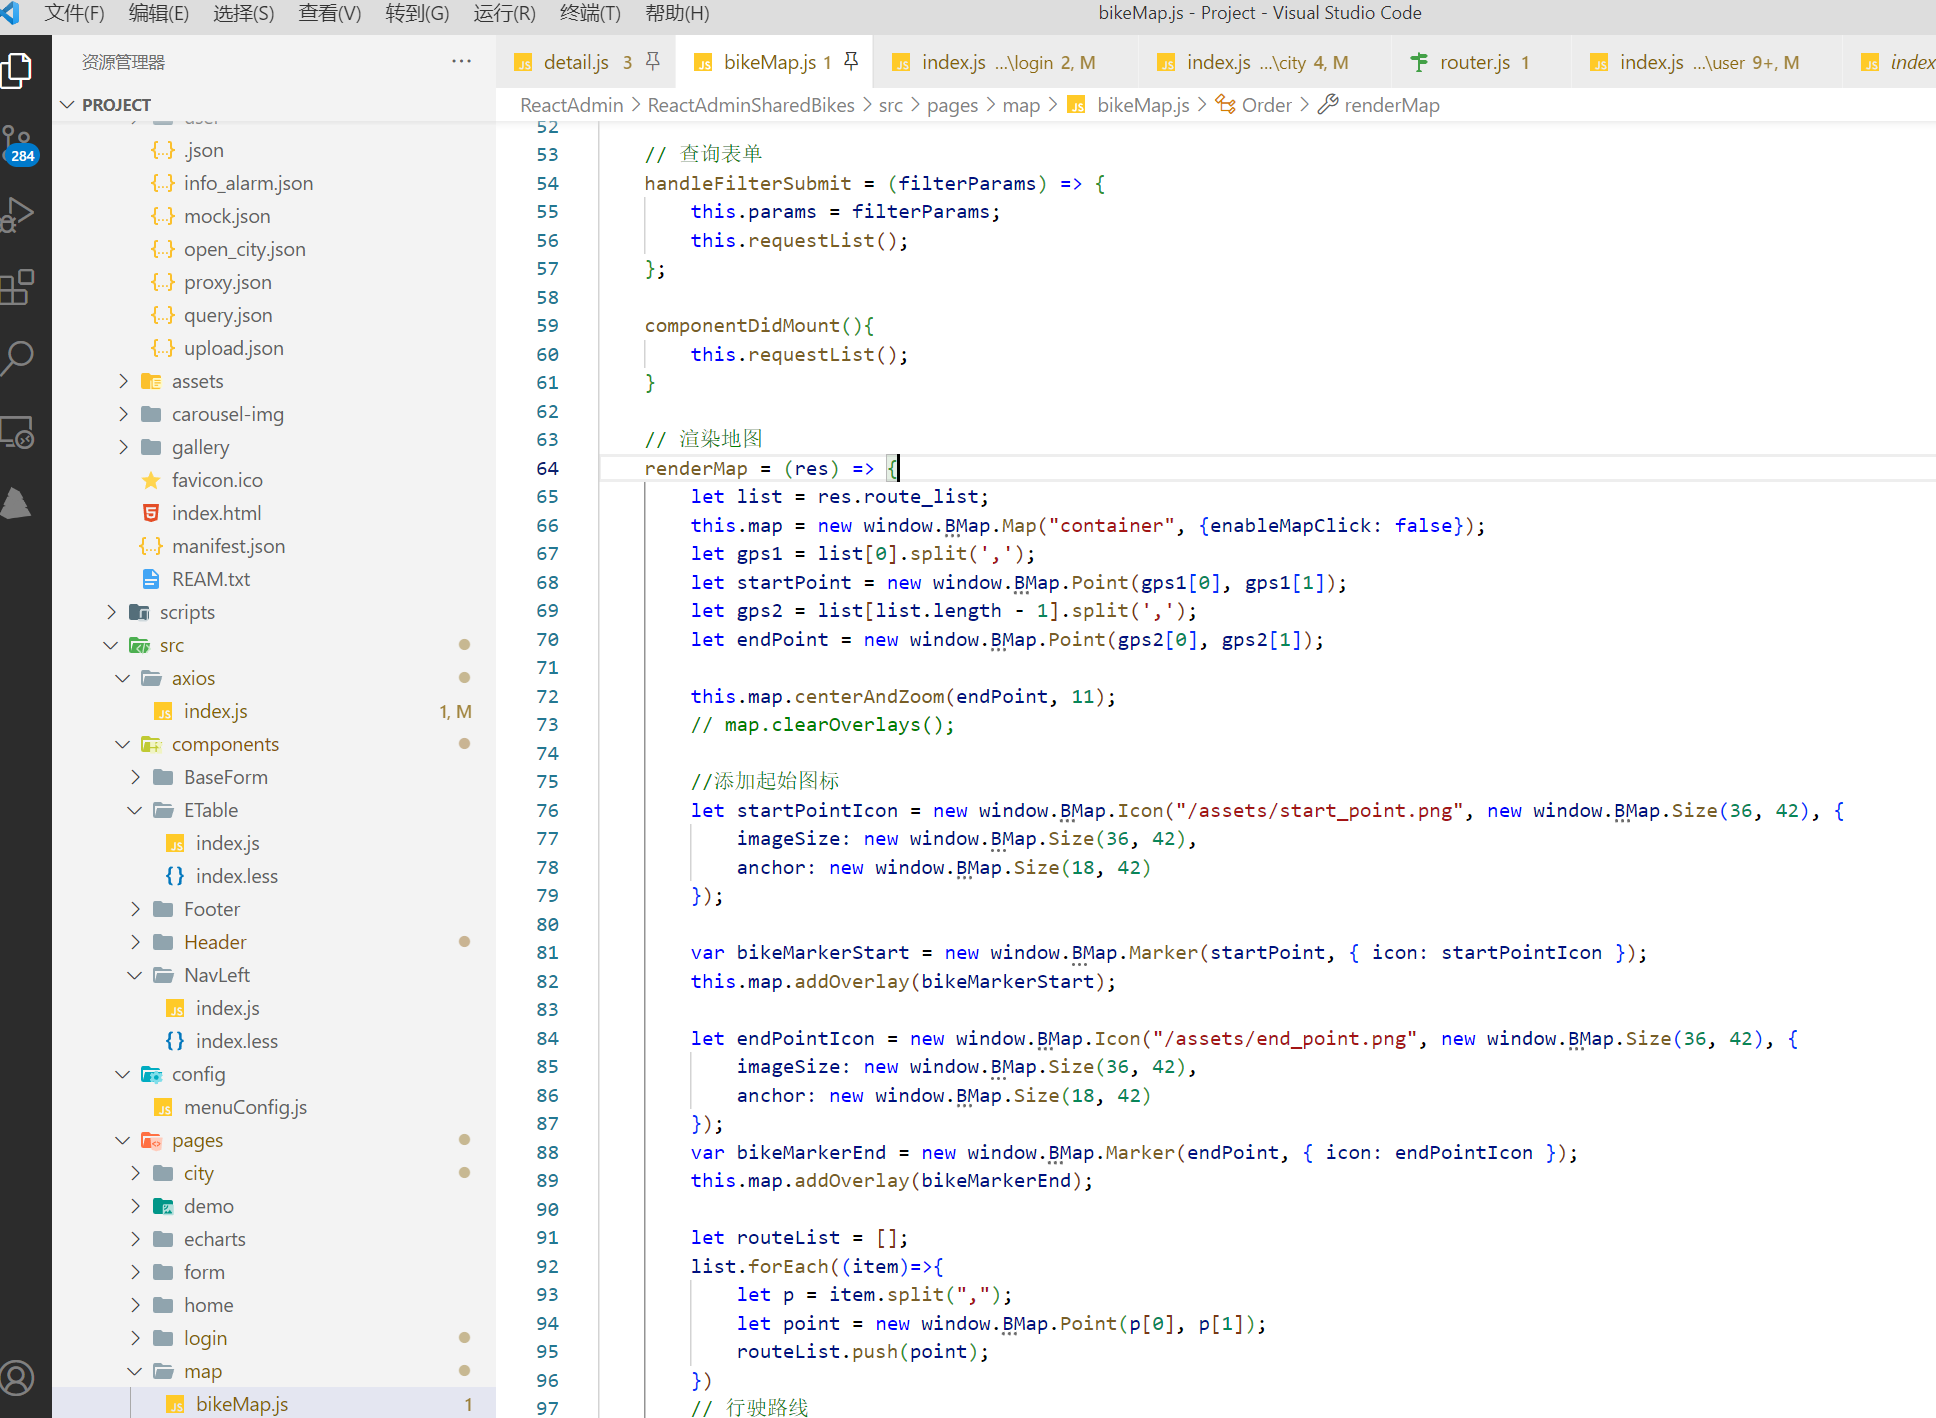 文件(F) 编辑(E) 选择(S) 查看(V) 转到(G) 运行(R) 终端(T) 帮助(H) bikeMap.js - Project - Visual Studio Code
资源管理器 ···
detail.js 3 bikeMap.js 1 index.js ...\login 2, M index.js ...\city 4, M router.js 1 index.js ...\user 9+, M index
PROJECT
ReactAdmin > ReactAdminSharedBikes > src > pages > map > bikeMap.js > Order > renderMap
284
user
.json
info_alarm.json
mock.json
open_city.json
proxy.json
query.json
upload.json
assets
carousel-img
gallery
favicon.ico
index.html
manifest.json
REAM.txt
scripts
src
axios
index.js 1, M
components
BaseForm
ETable
index.js
index.less
Footer
Header
NavLeft
index.js
index.less
config
menuConfig.js
pages
city
demo
echarts
form
home
login
map
bikeMap.js 1
52
53 // 查询表单
54 handleFilterSubmit = (filterParams) => {
55 this.params = filterParams;
56 this.requestList();
57 };
58
59 componentDidMount(){
60 this.requestList();
61 }
62
63 // 渲染地图
64 renderMap = (res) => {
65 let list = res.route_list;
66 this.map = new window.BMap.Map("container", {enableMapClick: false});
67 let gps1 = list[0].split(',');
68 let startPoint = new window.BMap.Point(gps1[0], gps1[1]);
69 let gps2 = list[list.length - 1].split(',');
70 let endPoint = new window.BMap.Point(gps2[0], gps2[1]);
71
72 this.map.centerAndZoom(endPoint, 11);
73 // map.clearOverlays();
74
75 //添加起始图标
76 let startPointIcon = new window.BMap.Icon("/assets/start_point.png", new window.BMap.Size(36, 42), {
77 imageSize: new window.BMap.Size(36, 42),
78 anchor: new window.BMap.Size(18, 42)
79 });
80
81 var bikeMarkerStart = new window.BMap.Marker(startPoint, { icon: startPointIcon });
82 this.map.addOverlay(bikeMarkerStart);
83
84 let endPointIcon = new window.BMap.Icon("/assets/end_point.png", new window.BMap.Size(36, 42), {
85 imageSize: new window.BMap.Size(36, 42),
86 anchor: new window.BMap.Size(18, 42)
87 });
88 var bikeMarkerEnd = new window.BMap.Marker(endPoint, { icon: endPointIcon });
89 this.map.addOverlay(bikeMarkerEnd);
90
91 let routeList = [];
92 list.forEach((item)=>{
93 let p = item.split(",");
94 let point = new window.BMap.Point(p[0], p[1]);
95 routeList.push(point);
96 })
97 // 行驶路线